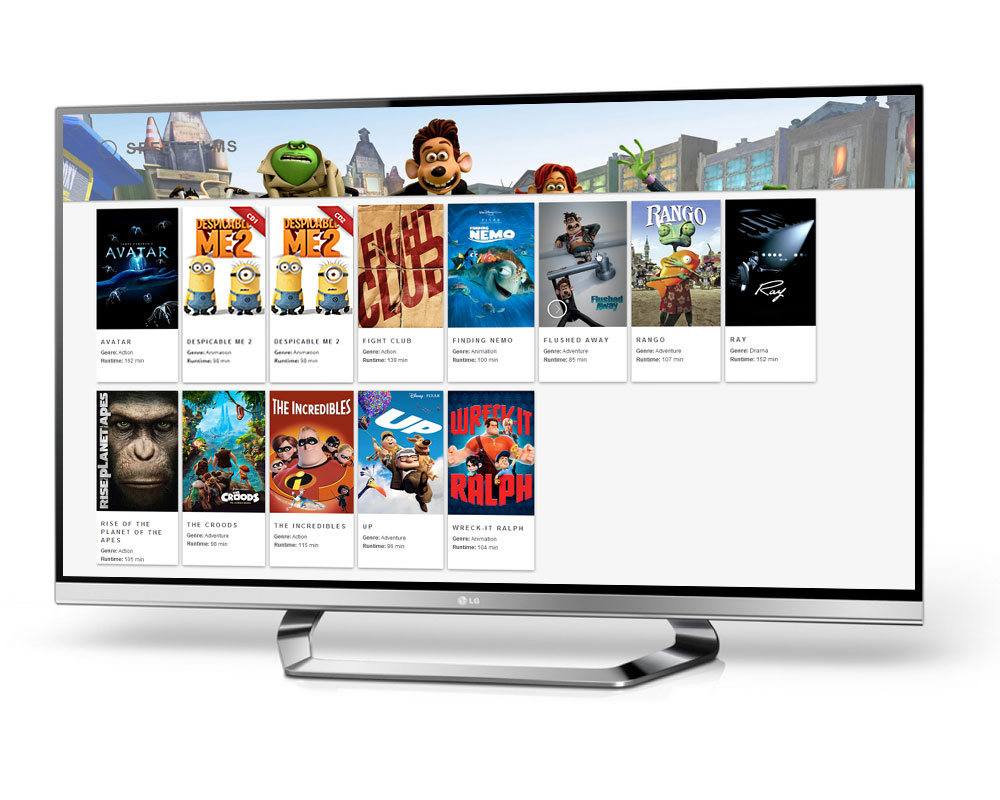 AVATAR
Genre: Action
Runtime: 152 min
CD1
DESPICABLE
ME2
DESPICABLE ME 2
Genre: Animation
Runtime: 98 min
CD2
DESPICABLE
ME2
DESPICABLE ME 2
Genre: Animation
Runtime: 98 min
FIGHT
CLUB
FIGHT CLUB
Genre: Action
Runtime: 138 min
FINDING
NEMO
FINDING NEMO
Genre: Animation
Runtime: 100 min
Flushed
Away
FLUSHED AWAY
Genre: Adventure
Runtime: 85 min
RANGO
RANGO
Genre: Adventure
Runtime: 107 min
Ray
RAY
Genre: Drama
Runtime: 152 min
JAMES CAMERON'S
AVATAR
RISE PLANET APES
RISE OF THE
PLANET OF THE
APES
Genre: Action
Runtime: 105 min
THE CROODS
THE CROODS
Genre: Adventure
Runtime: 98 min
THE INCREDIBLES
THE INCREDIBLES
Genre: Action
Runtime: 115 min
Disney · PIXAR
UP
UP
Genre: Adventure
Runtime: 96 min
WRECK-IT
RALPH
WRECK-IT RALPH
Genre: Animation
Runtime: 104 min
LG